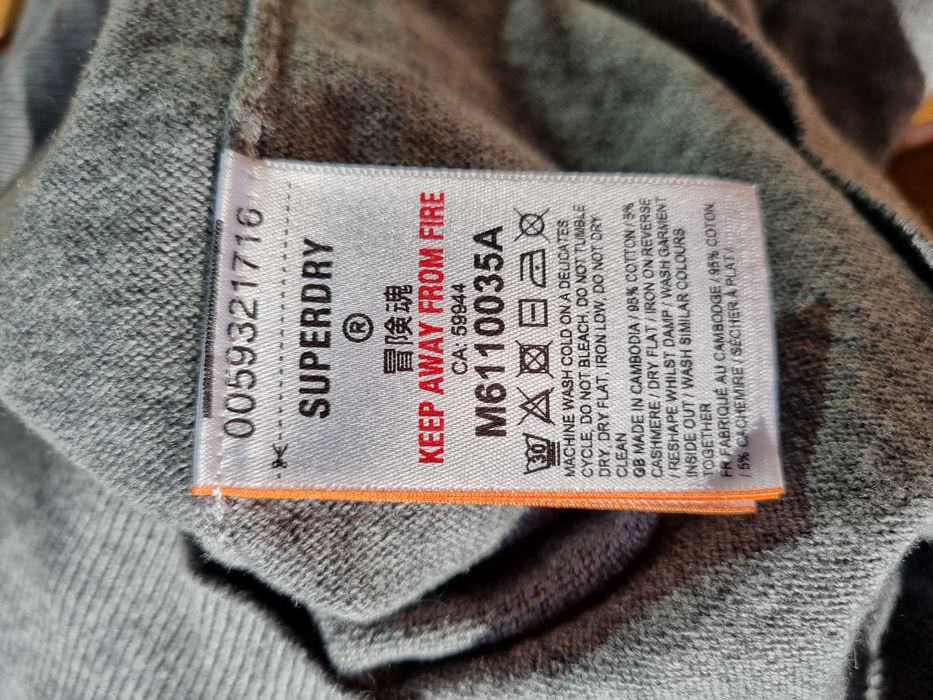 005932171716
SUPERDRY
®
冒険魂
KEEP AWAY FROM FIRE
CA: 59944
M6110035A
30
MACHINE WASH COLD ON A DELICATES
CYCLE, DO NOT BLEACH, DO NOT TUMBLE
DRY, DRY FLAT, IRON LOW, DO NOT DRY
CLEAN
GB MADE IN CAMBODIA / 95% COTTON / 5%
CASHMERE / DRY FLAT / IRON ON REVERSE
/ RESHAPE WHILST DAMP / WASH GARMENT
INSIDE OUT / WASH SIMILAR COLOURS
TOGETHER
FR FABRIQUÉ AU CAMBODGE / 95% COTON
/ 5% CACHEMIRE / SÉCHER À PLAT /